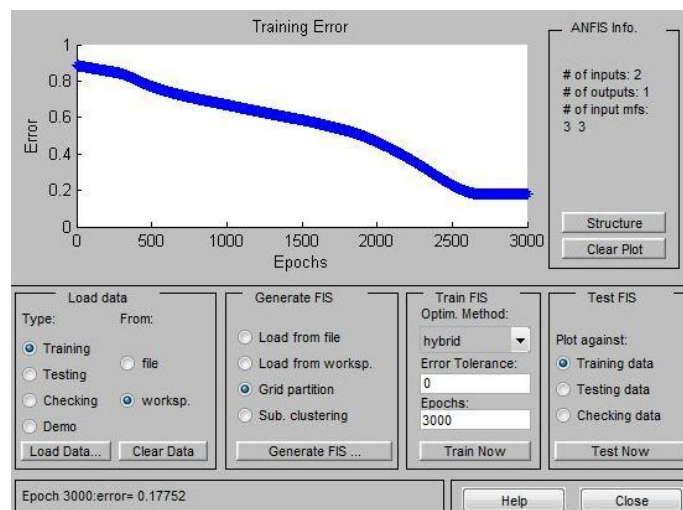 Training Error
1
0.8
0.6
0.4
0.2
0
Error
0 500 1000 1500 2000 2500 3000
Epochs
ANFIS Info.
# of inputs: 2
# of outputs: 1
# of input mfs:
3 3
Structure
Clear Plot
Load data
Type: From:
Training
Testing
Checking
Demo
file
worksp.
Load Data... Clear Data
Generate FIS
Load from file
Load from worksp.
Grid partition
Sub. clustering
Generate FIS ...
Train FIS
Optim. Method:
hybrid
Error Tolerance:
0
Epochs:
3000
Train Now
Test FIS
Plot against:
Training data
Testing data
Checking data
Test Now
Epoch 3000:error= 0.17752
Help Close